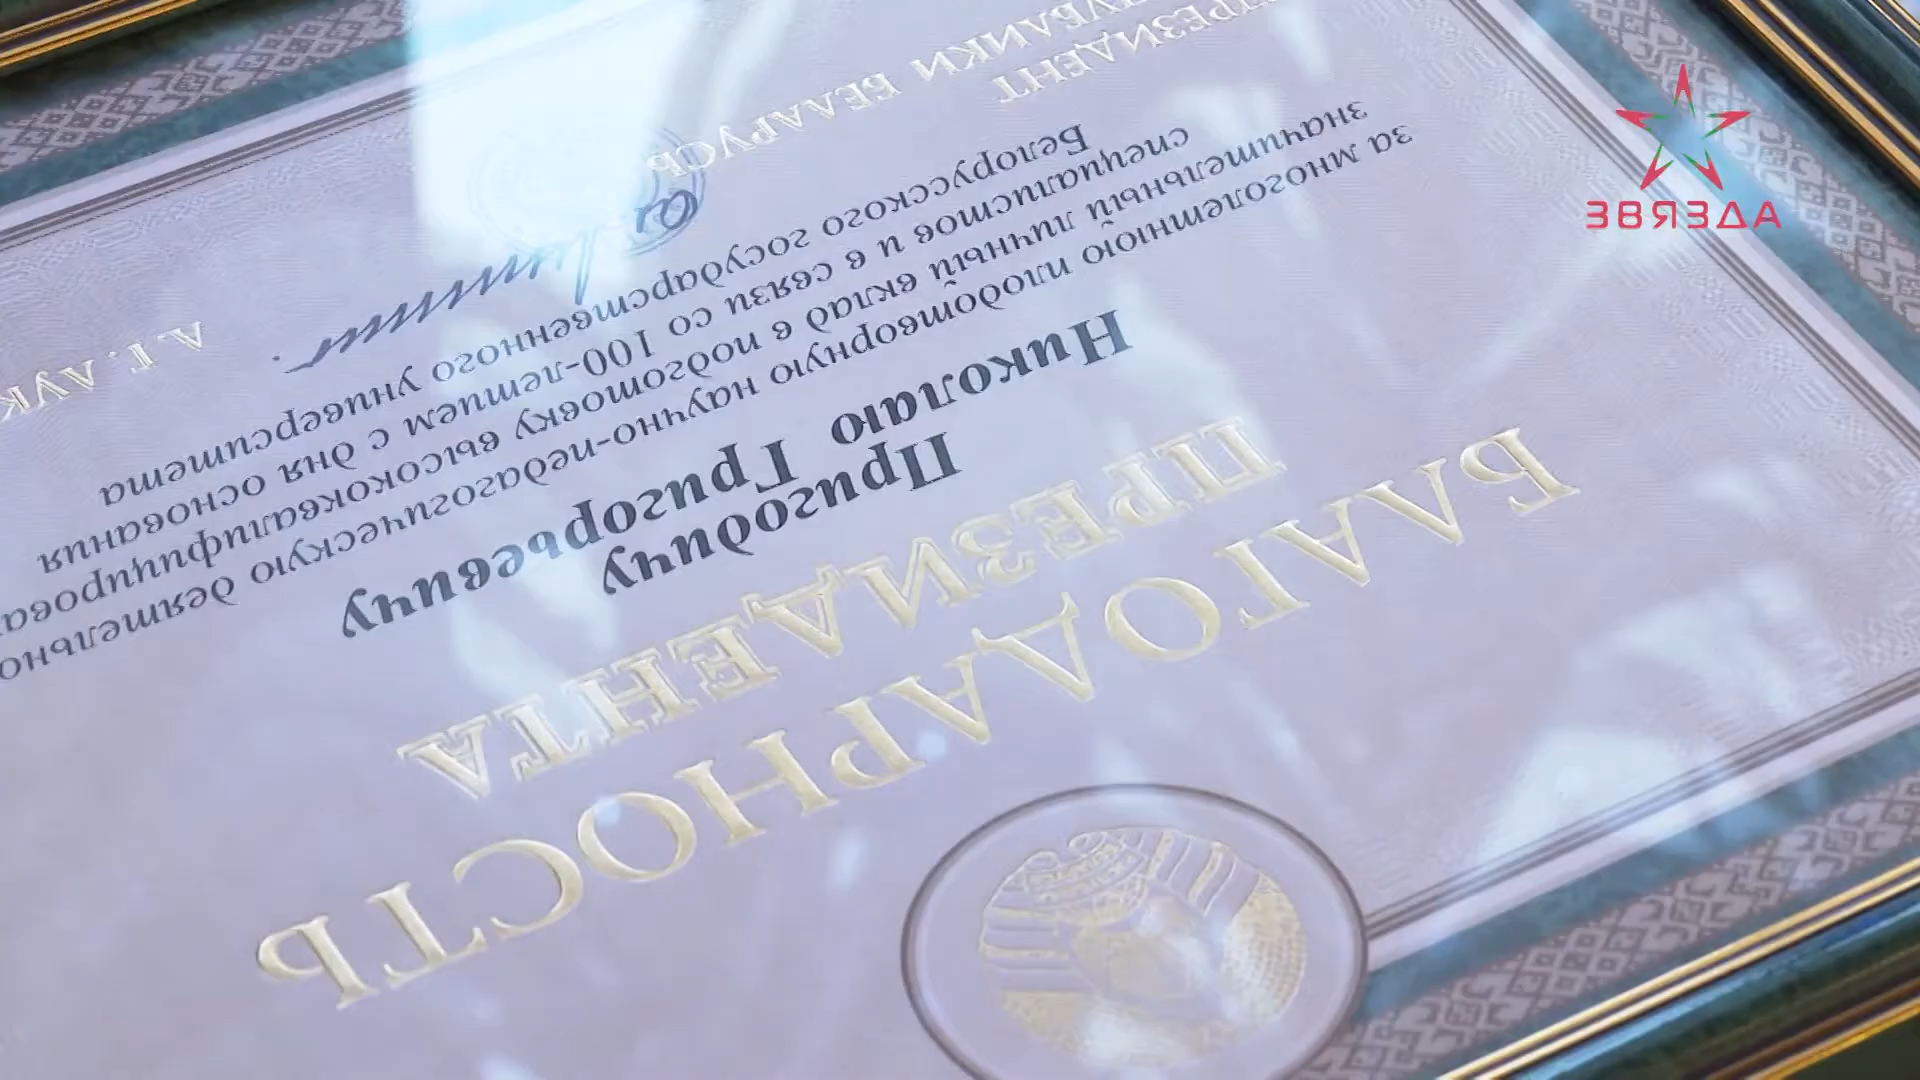 ЗВЯЗДА
БЛАГОДАРНОСТЬ
ПРЕЗИДЕНТА
Пригодичу
Николаю Григорьевичу
за многолетнюю плодотворную научно-педагогическую деятельно
значительный личный вклад в подготовку высококвалифицирова
специалистов и в связи со 100-летием с дня основания
Белорусского государственного университета
ПРЕЗИДЕНТ
РЕСПУБЛИКИ БЕЛАРУСЬ
А. Г. ЛУК